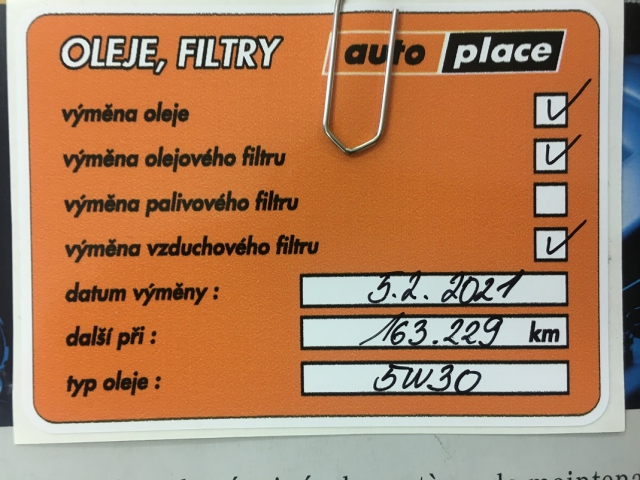 OLEJE, FILTRY auto place
výměna oleje
výměna olejového filtru
výměna palivového filtru
výměna vzduchového filtru
datum výměny : 5.2.2021
další při : 163.229 km
typ oleje : 5W30